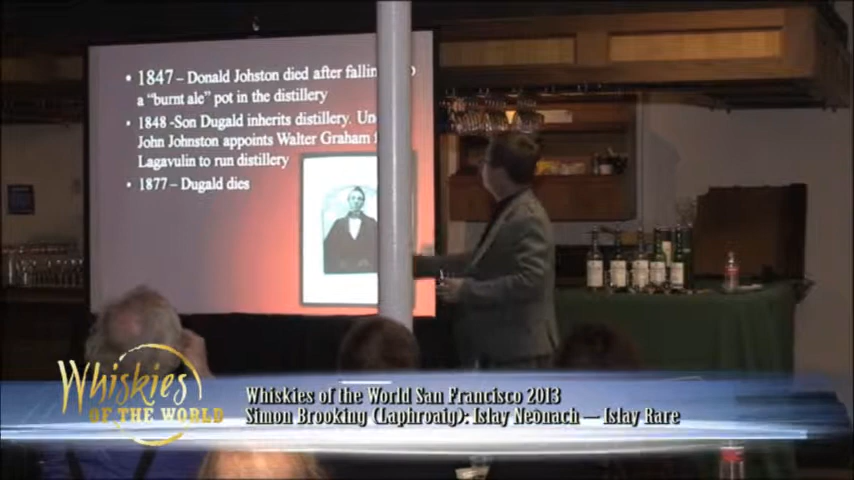 • 1847 – Donald Johston died after falling
a "burnt ale" pot in the distillery
• 1848 -Son Dugald inherits distillery.
John Johnston appoints Walter Graham
Lagavulin to run distillery
• 1877 – Dugald dies
Whiskies
OF THE WORLD
Whiskies of the World San Francisco 2013
Simon Brooking (Laphroaig): Islay Neònach — Islay Rare